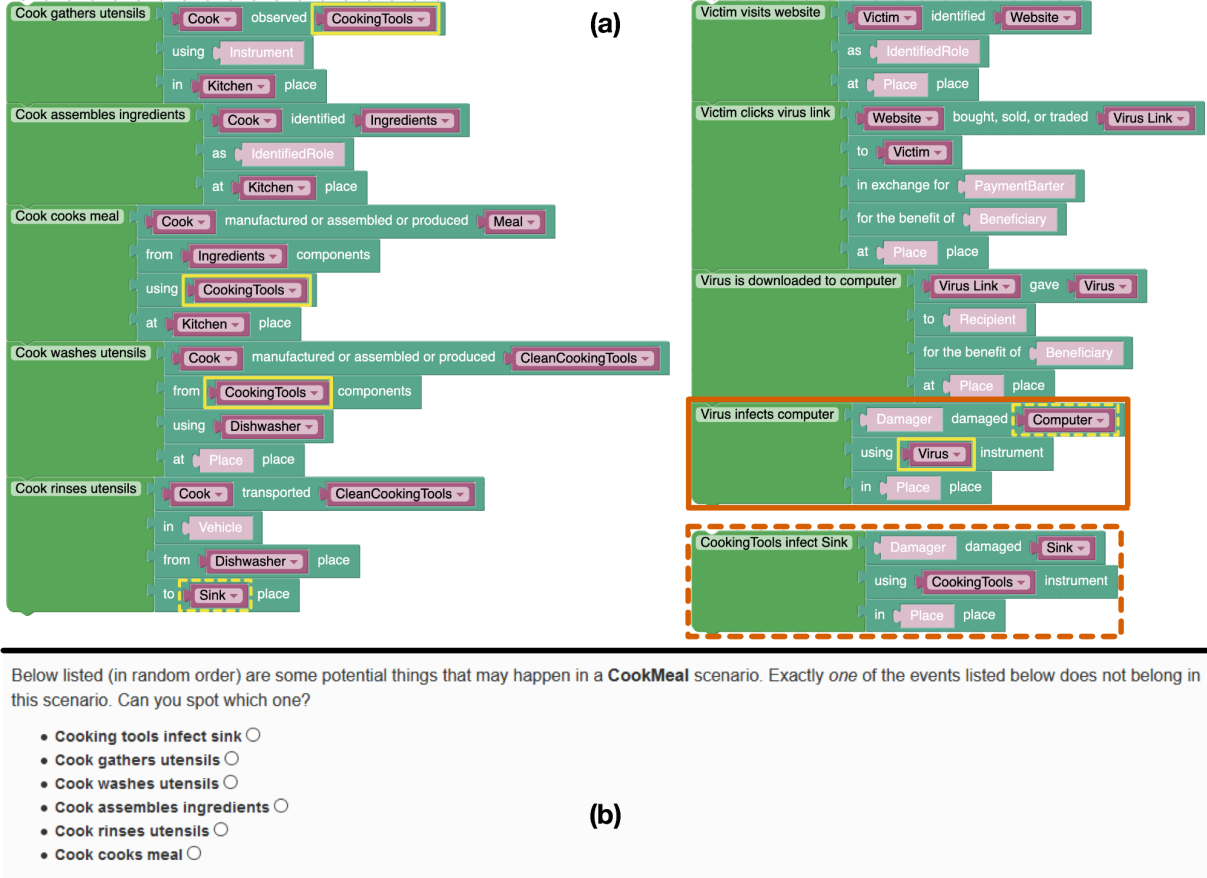 (a)
Cook gathers utensils Cook observed CookingTools
using Instrument
in Kitchen place
Cook assembles ingredients Cook identified Ingredients
as IdentifiedRole
at Kitchen place
Cook cooks meal Cook manufactured or assembled or produced Meal
from Ingredients components
using CookingTools
at Kitchen place
Cook washes utensils Cook manufactured or assembled or produced CleanCookingTools
from CookingTools components
using Dishwasher
at Place place
Cook rinses utensils Cook transported CleanCookingTools
in Vehicle
from Dishwasher place
to Sink place
Victim visits website Victim identified Website
as IdentifiedRole
at Place place
Victim clicks virus link Website bought, sold, or traded Virus Link
to Victim
in exchange for PaymentBarter
for the benefit of Beneficiary
at Place place
Virus is downloaded to computer Virus Link gave Virus
to Recipient
for the benefit of Beneficiary
at Place place
Virus infects computer Damager damaged Computer
using Virus instrument
in Place place
CookingTools infect Sink Damager damaged Sink
using CookingTools instrument
in Place place
Below listed (in random order) are some potential things that may happen in a CookMeal scenario. Exactly one of the events listed below does not belong in
this scenario. Can you spot which one?
• Cooking tools infect sink
• Cook gathers utensils
• Cook washes utensils
• Cook assembles ingredients
• Cook rinses utensils
• Cook cooks meal
(b)